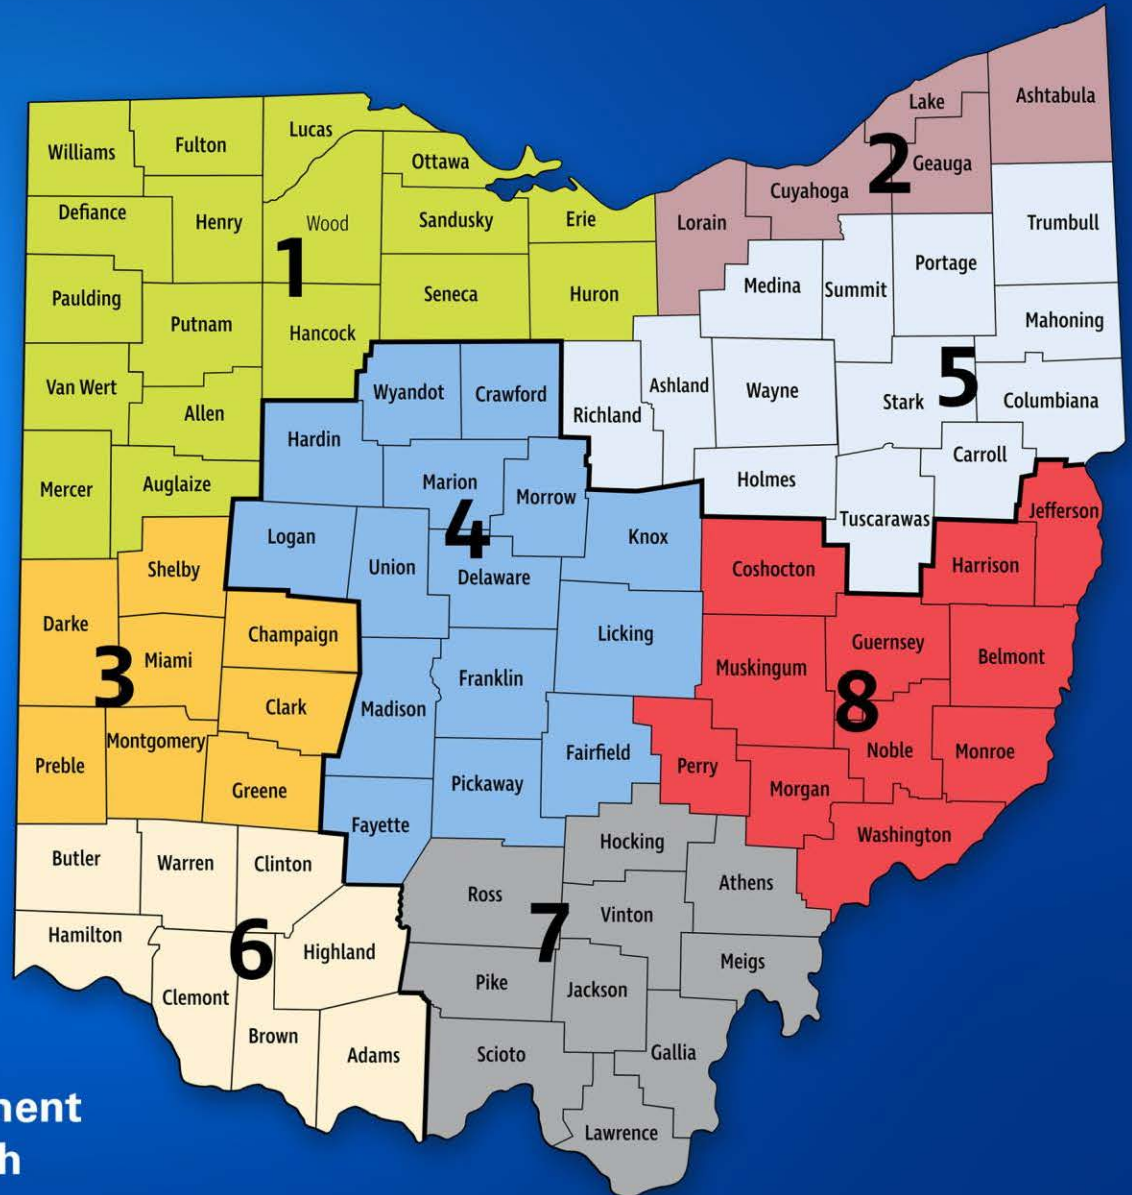 Ashtabula
Lake
Geauga
2
Cuyahoga
Lorain
Lucas
Fulton
Williams
Ottawa
Defiance
Henry
Wood
Sandusky
Erie
Trumbull
1
Portage
Medina
Summit
Paulding
Seneca
Huron
Putnam
Hancock
Mahoning
Van Wert
Allen
Wyandot
Crawford
Ashland
Richland
Wayne
Stark
5
Columbiana
Hardin
Carroll
Mercer
Auglaize
Marion
Morrow
Holmes
4
Tuscarawas
Jefferson
Logan
Union
Knox
Delaware
Shelby
Coshocton
Harrison
Darke
Champaign
Licking
Guernsey
Belmont
3
Miami
Franklin
Muskingum
Clark
Madison
8
Montgomery
Preble
Greene
Fairfield
Noble
Monroe
Perry
Pickaway
Morgan
Fayette
Washington
Butler
Warren
Clinton
Hocking
Ross
Athens
Vinton
7
Hamilton
6
Highland
Meigs
Pike
Jackson
Clemont
Brown
Adams
Scioto
Gallia
Lawrence
nent
h